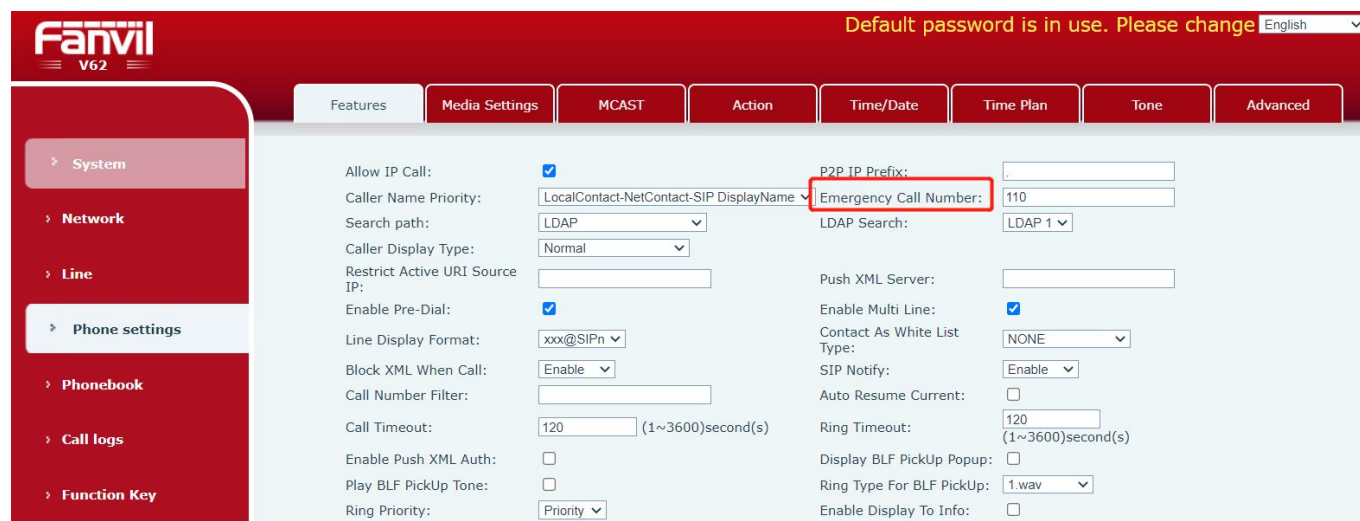 Fanvil
V62
Default password is in use. Please change English
Features Media Settings MCAST Action Time/Date Time Plan Tone Advanced
System
Network
Line
Phone settings
Phonebook
Call logs
Function Key
Allow IP Call: P2P IP Prefix: .
Caller Name Priority: LocalContact-NetContact-SIP DisplayName Emergency Call Number: 110
Search path: LDAP LDAP Search: LDAP 1
Caller Display Type: Normal
Restrict Active URI Source
IP: Push XML Server:
Enable Pre-Dial: Enable Multi Line:
Line Display Format: xxx@SIPn Contact As White List
Type: NONE
Block XML When Call: Enable SIP Notify: Enable
Call Number Filter: Auto Resume Current:
Call Timeout: 120 (1~3600)second(s) Ring Timeout: 120
(1~3600)second(s)
Enable Push XML Auth: Display BLF PickUp Popup:
Play BLF PickUp Tone: Ring Type For BLF PickUp: 1.wav
Ring Priority: Priority Enable Display To Info: